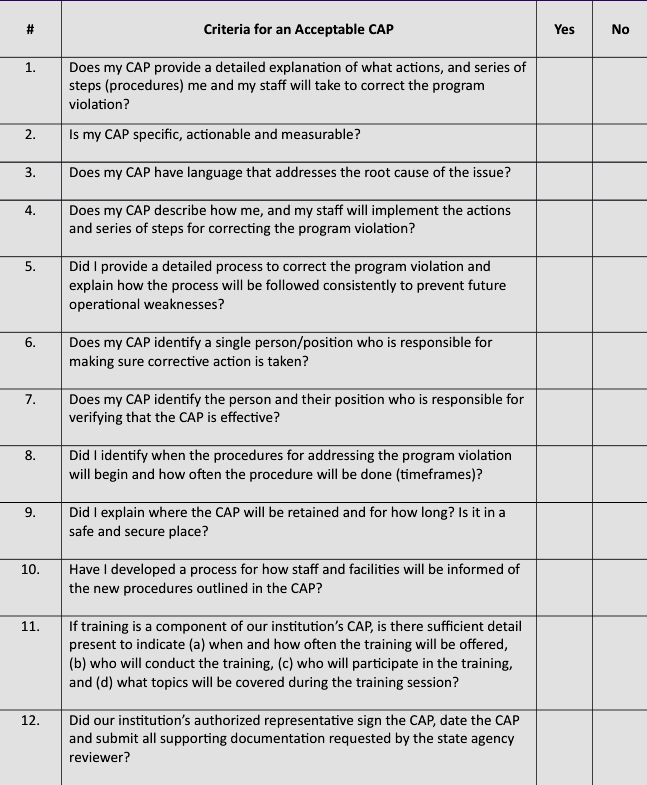 # Criteria for an Acceptable CAP Yes No
1. Does my CAP provide a detailed explanation of what actions, and series of
steps (procedures) me and my staff will take to correct the program
violation?
2. Is my CAP specific, actionable and measurable?
3. Does my CAP have language that addresses the root cause of the issue?
4. Does my CAP describe how me, and my staff will implement the actions
and series of steps for correcting the program violation?
5. Did I provide a detailed process to correct the program violation and
explain how the process will be followed consistently to prevent future
operational weaknesses?
6. Does my CAP identify a single person/position who is responsible for
making sure corrective action is taken?
7. Does my CAP identify the person and their position who is responsible for
verifying that the CAP is effective?
8. Did I identify when the procedures for addressing the program violation
will begin and how often the procedure will be done (timeframes)?
9. Did I explain where the CAP will be retained and for how long? Is it in a
safe and secure place?
10. Have I developed a process for how staff and facilities will be informed of
the new procedures outlined in the CAP?
11. If training is a component of our institution's CAP, is there sufficient detail
present to indicate (a) when and how often the training will be offered,
(b) who will conduct the training, (c) who will participate in the training,
and (d) what topics will be covered during the training session?
12. Did our institution's authorized representative sign the CAP, date the CAP
and submit all supporting documentation requested by the state agency
reviewer?